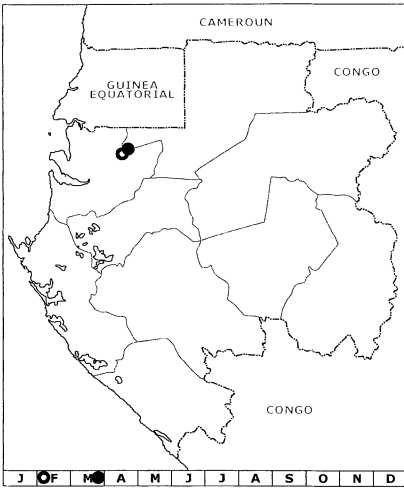 CAMEROUN
GUINEA
EQUATORIAL
CONGO
CONGO
J F M A M J J A S O N D